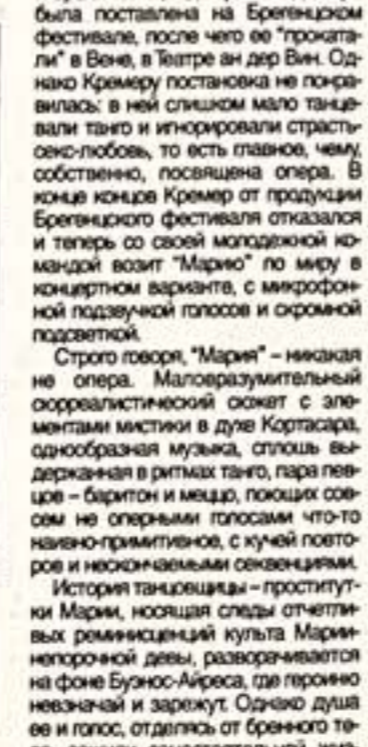 была поставлена на Брегенцском
фестивале, после чего ее "проката-
ли" в Вене, в Театре ан дер Вин. Од-
нако Кремеру постановка не понра-
вилась: в ней слишком мало танце-
вали танго и игнорировали страсть-
секс-любовь, то есть главное, чему,
собственно, посвящена опера. В
конце концов Кремер от продукции
Брегенцского фестиваля отказался
и теперь со своей молодежной ко-
мандой возит "Марию" по миру в
концертном варианте, с микрофон-
ной подзвучкой голосов и скромной
подсветкой.
Строго говоря, "Мария" – никакая
не опера. Маловразумительный
сюрреалистический сюжет с эле-
ментами мистики в духе Кортасара,
однообразная музыка, сплошь вы-
держанная в ритмах танго, пара пев-
цов – баритон и меццо, поющих сов-
сем не оперными голосами что-то
наивно-примитивное, с кучей повто-
ров и нескончаемыми секвенциями.
История танцовщицы – проститут-
ки Марии, носящая следы отчетли-
вых реминисценций культа Марии-
непорочной девы, разворачивается
на фоне Буэнос-Айреса, где героиню
невзначай и зарежут. Однако душа
ее и голос, отделясь от бренного те-